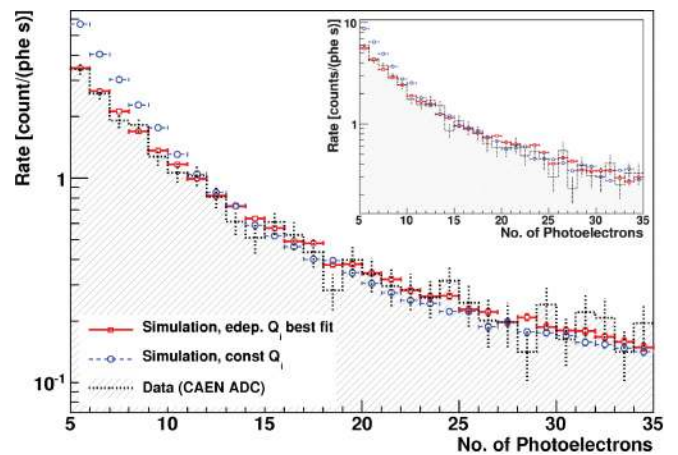 Rate [count/(phe s)]
1
10⁻¹
Simulation, edep. Qi best fit
Simulation, const Qi
Data (CAEN ADC)
5 10 15 20 25 30 35
No. of Photoelectrons
Rate [counts/(phe s)]
10
1
5 10 15 20 25 30 35
No. of Photoelectrons